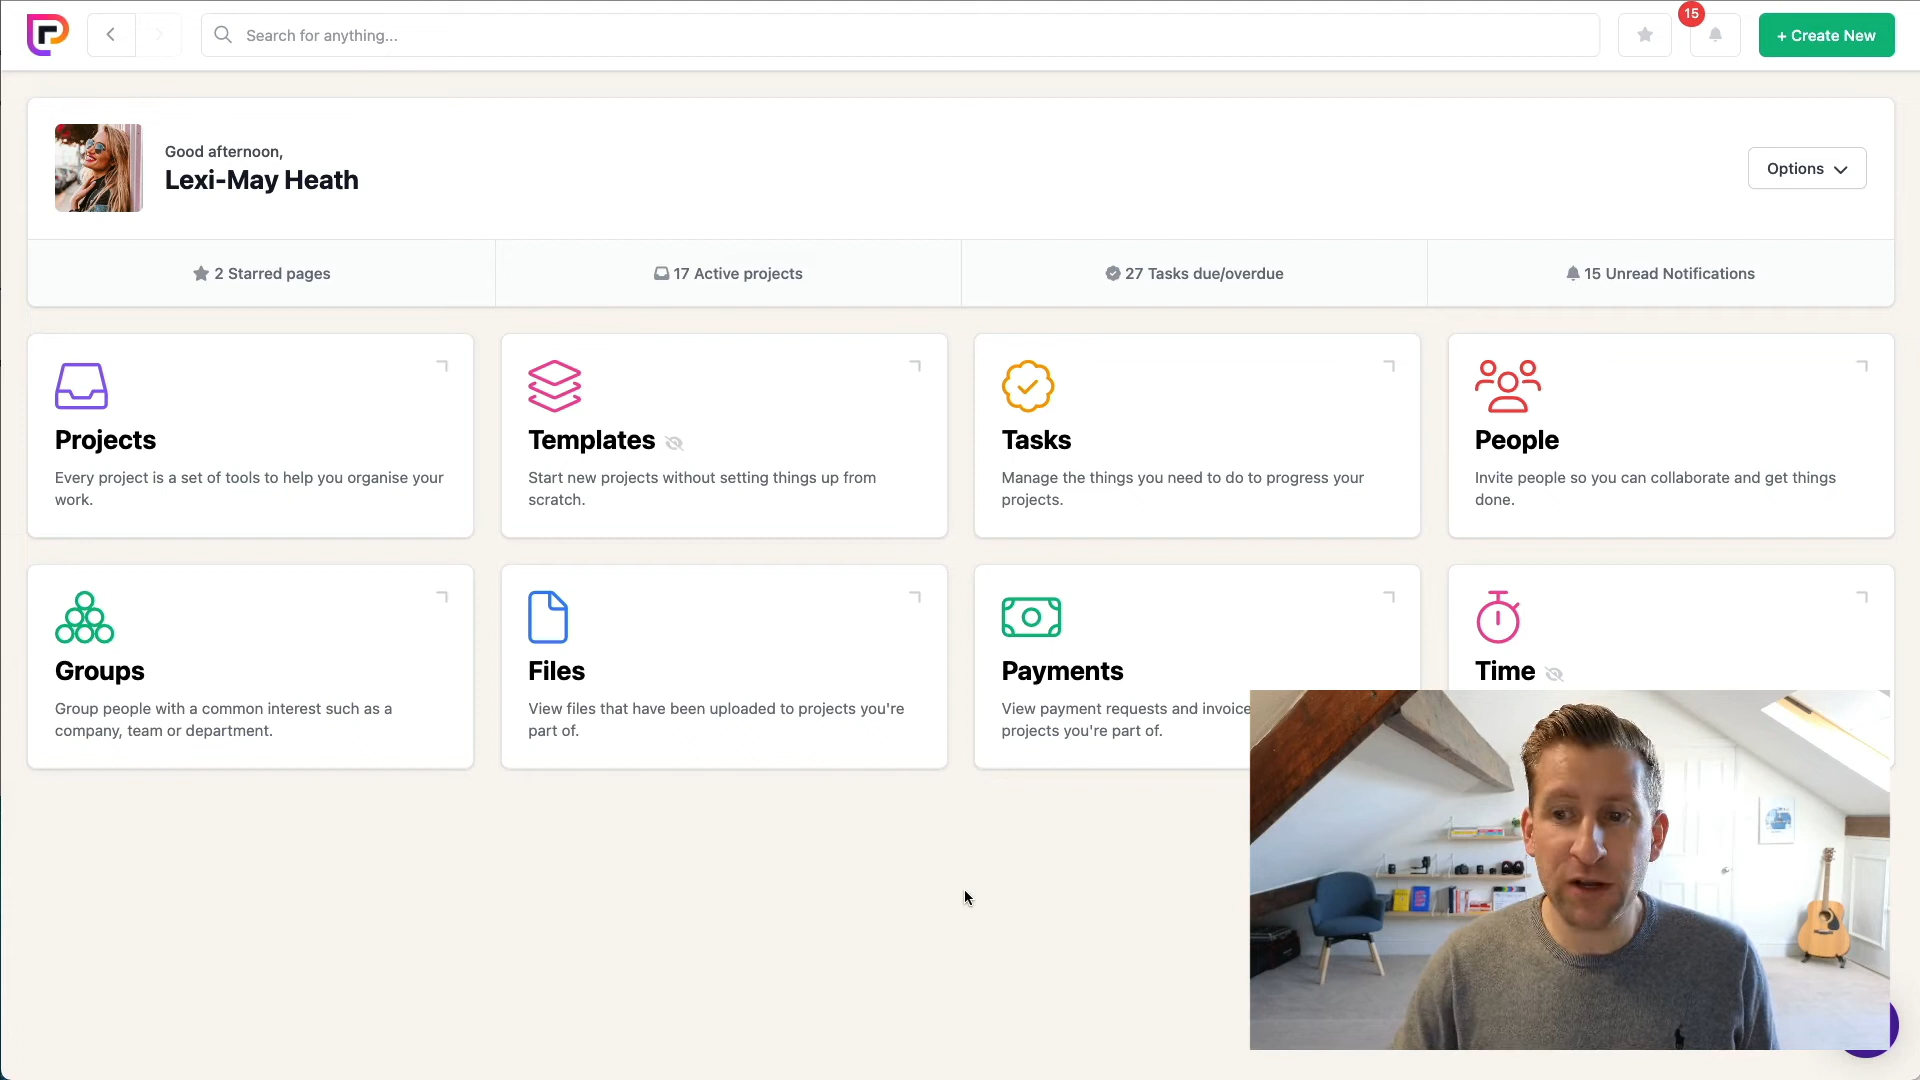 Search for anything...
15
+ Create New
Good afternoon,
Lexi-May Heath
Options
2 Starred pages
17 Active projects
27 Tasks due/overdue
15 Unread Notifications
Projects
Every project is a set of tools to help you organise your
work.
Templates
Start new projects without setting things up from
scratch.
Tasks
Manage the things you need to do to progress your
projects.
People
Invite people so you can collaborate and get things
done.
Groups
Group people with a common interest such as a
company, team or department.
Files
View files that have been uploaded to projects you're
part of.
Payments
View payment requests and invoice
projects you're part of.
Time